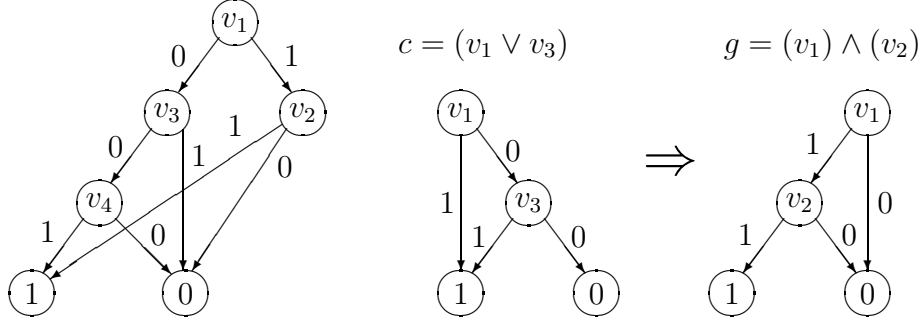 v₁
0 1 c = (v₁ ∨ v₃) g = (v₁) ∧ (v₂)
v₃ v₂ v₁ v₁
0 1 1 0 0 1
v₄ 1 v₃ ⇒ v₂ 0
1 0 1 0 1 0
1 0 1 0 1 0